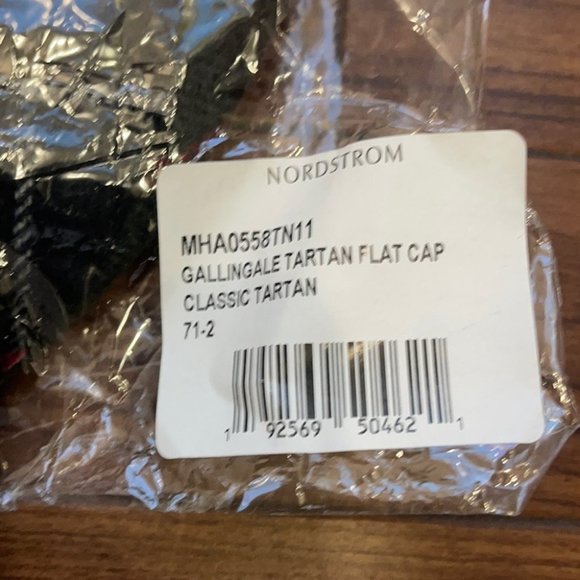 NORDSTROM
MHA0558TN11
GALLINGALE TARTAN FLAT CAP
CLASSIC TARTAN
71-2
1 92569 50462 1